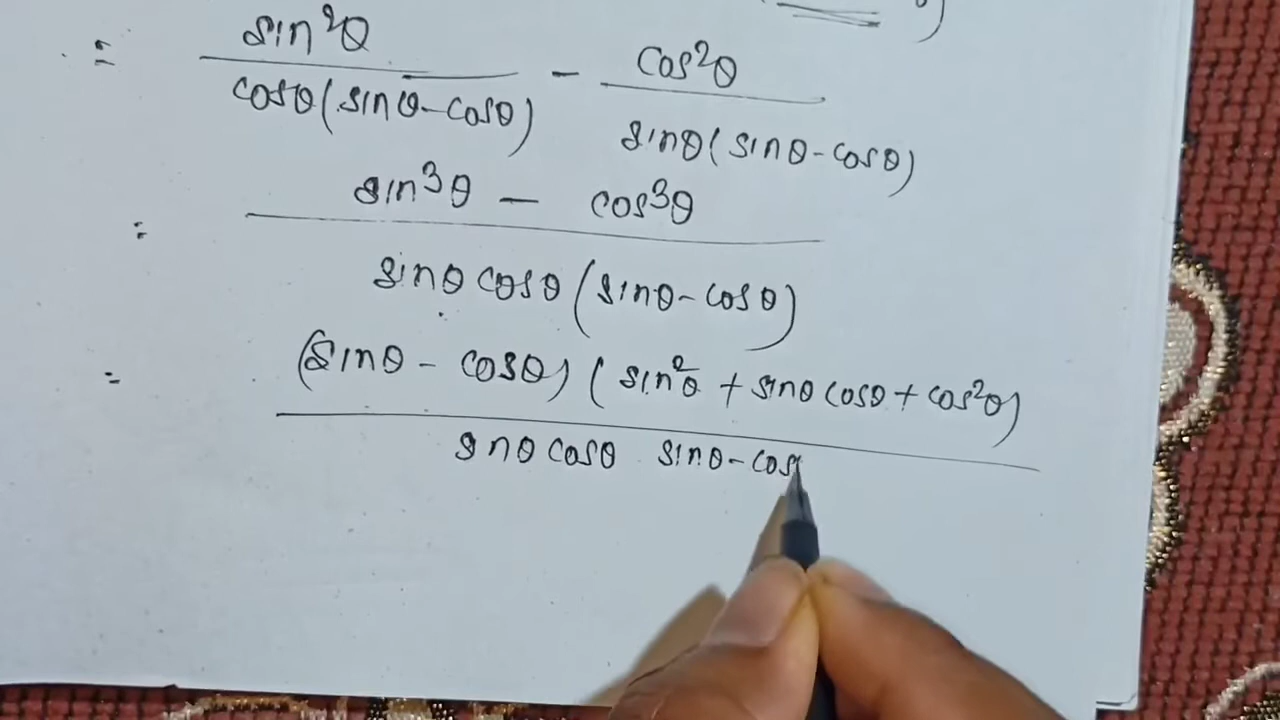 = sin²θ / cosθ(sinθ-cosθ) - cos²θ / sinθ(sinθ-cosθ)
= sin³θ - cos³θ
sinθ cosθ (sinθ-cosθ)
= (sinθ - cosθ) (sin²θ + sinθ cosθ + cos²θ)
sinθ cosθ sinθ-cos